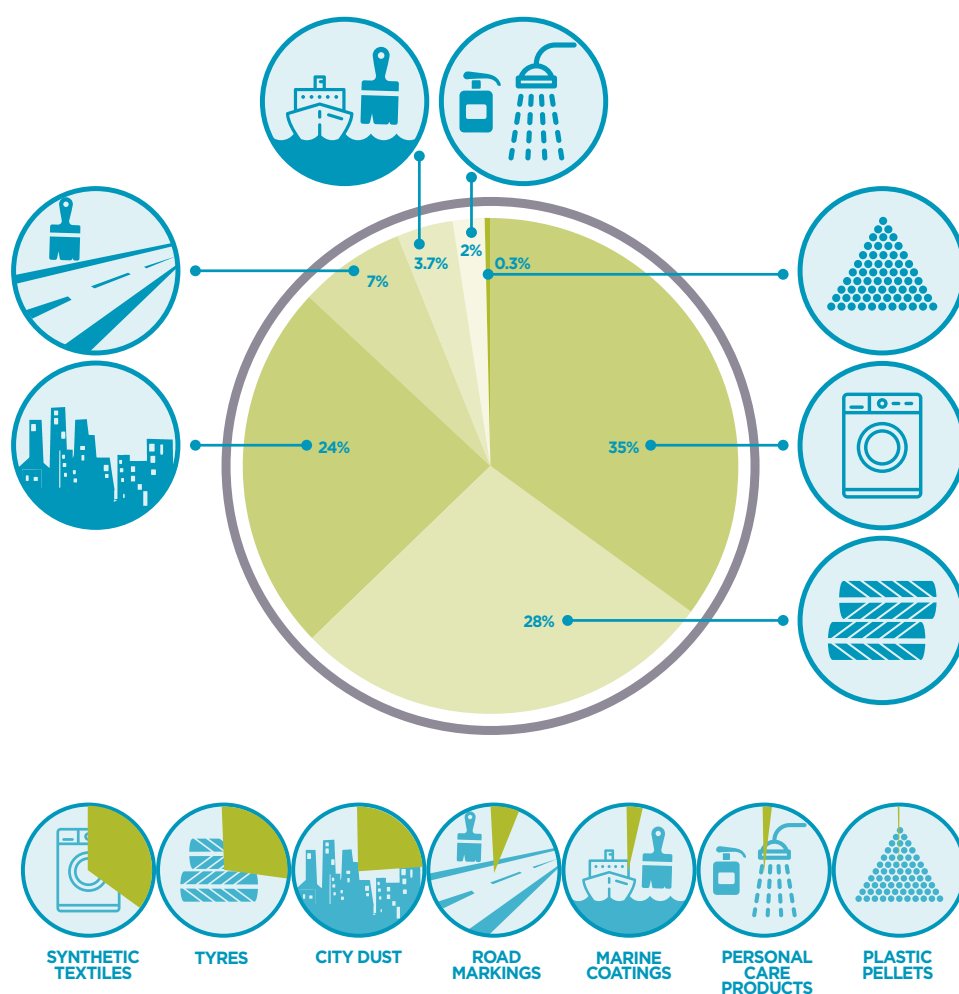 2%
3.7%
0.3%
7%
24%
35%
28%
SYNTHETIC
TEXTILES
TYRES
CITY DUST
ROAD
MARKINGS
MARINE
COATINGS
PERSONAL
CARE
PRODUCTS
PLASTIC
PELLETS